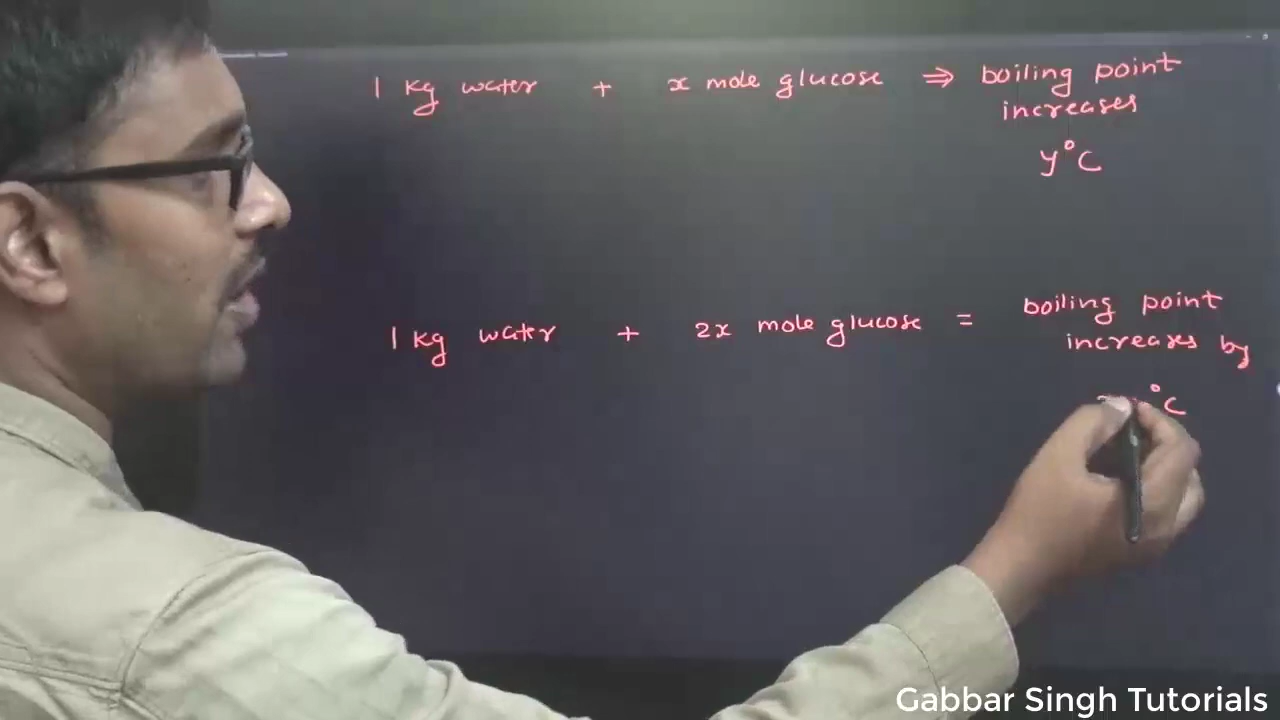 1 kg water + x mole glucose ⇒ boiling point
increases
y°C
1 kg water + 2x mole glucose = boiling point
increases by
°C
Gabbar Singh Tutorials